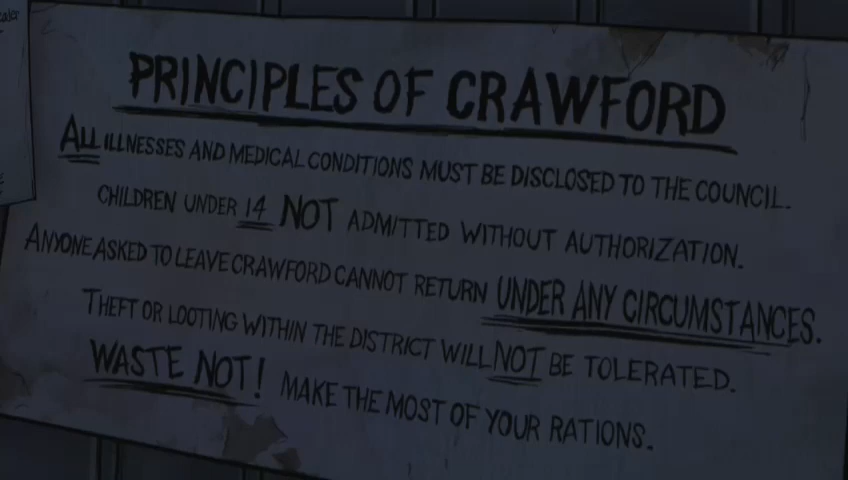 PRINCIPLES OF CRAWFORD
ALL ILLNESSES AND MEDICAL CONDITIONS MUST BE DISCLOSED TO THE COUNCIL.
CHILDREN UNDER 14 NOT ADMITTED WITHOUT AUTHORIZATION.
ANYONE ASKED TO LEAVE CRAWFORD CANNOT RETURN UNDER ANY CIRCUMSTANCES.
THEFT OR LOOTING WITHIN THE DISTRICT WILL NOT BE TOLERATED.
WASTE NOT! MAKE THE MOST OF YOUR RATIONS.